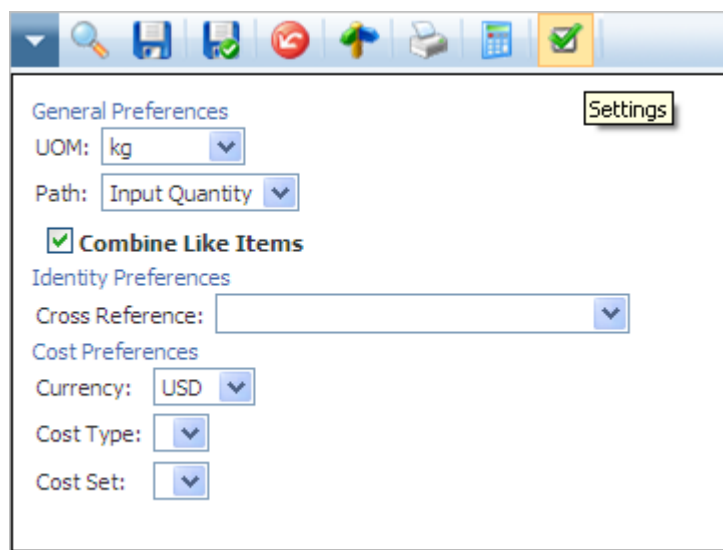 Settings
General Preferences
UOM: kg
Path: Input Quantity
Combine Like Items
Identity Preferences
Cross Reference:
Cost Preferences
Currency: USD
Cost Type:
Cost Set: